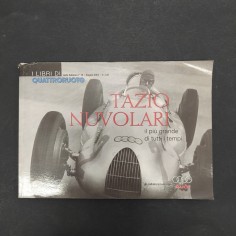 I LIBRI DI
QUATTRORUOTE
TAZIO
NUVOLARI
il più grande
di tutti i tempi